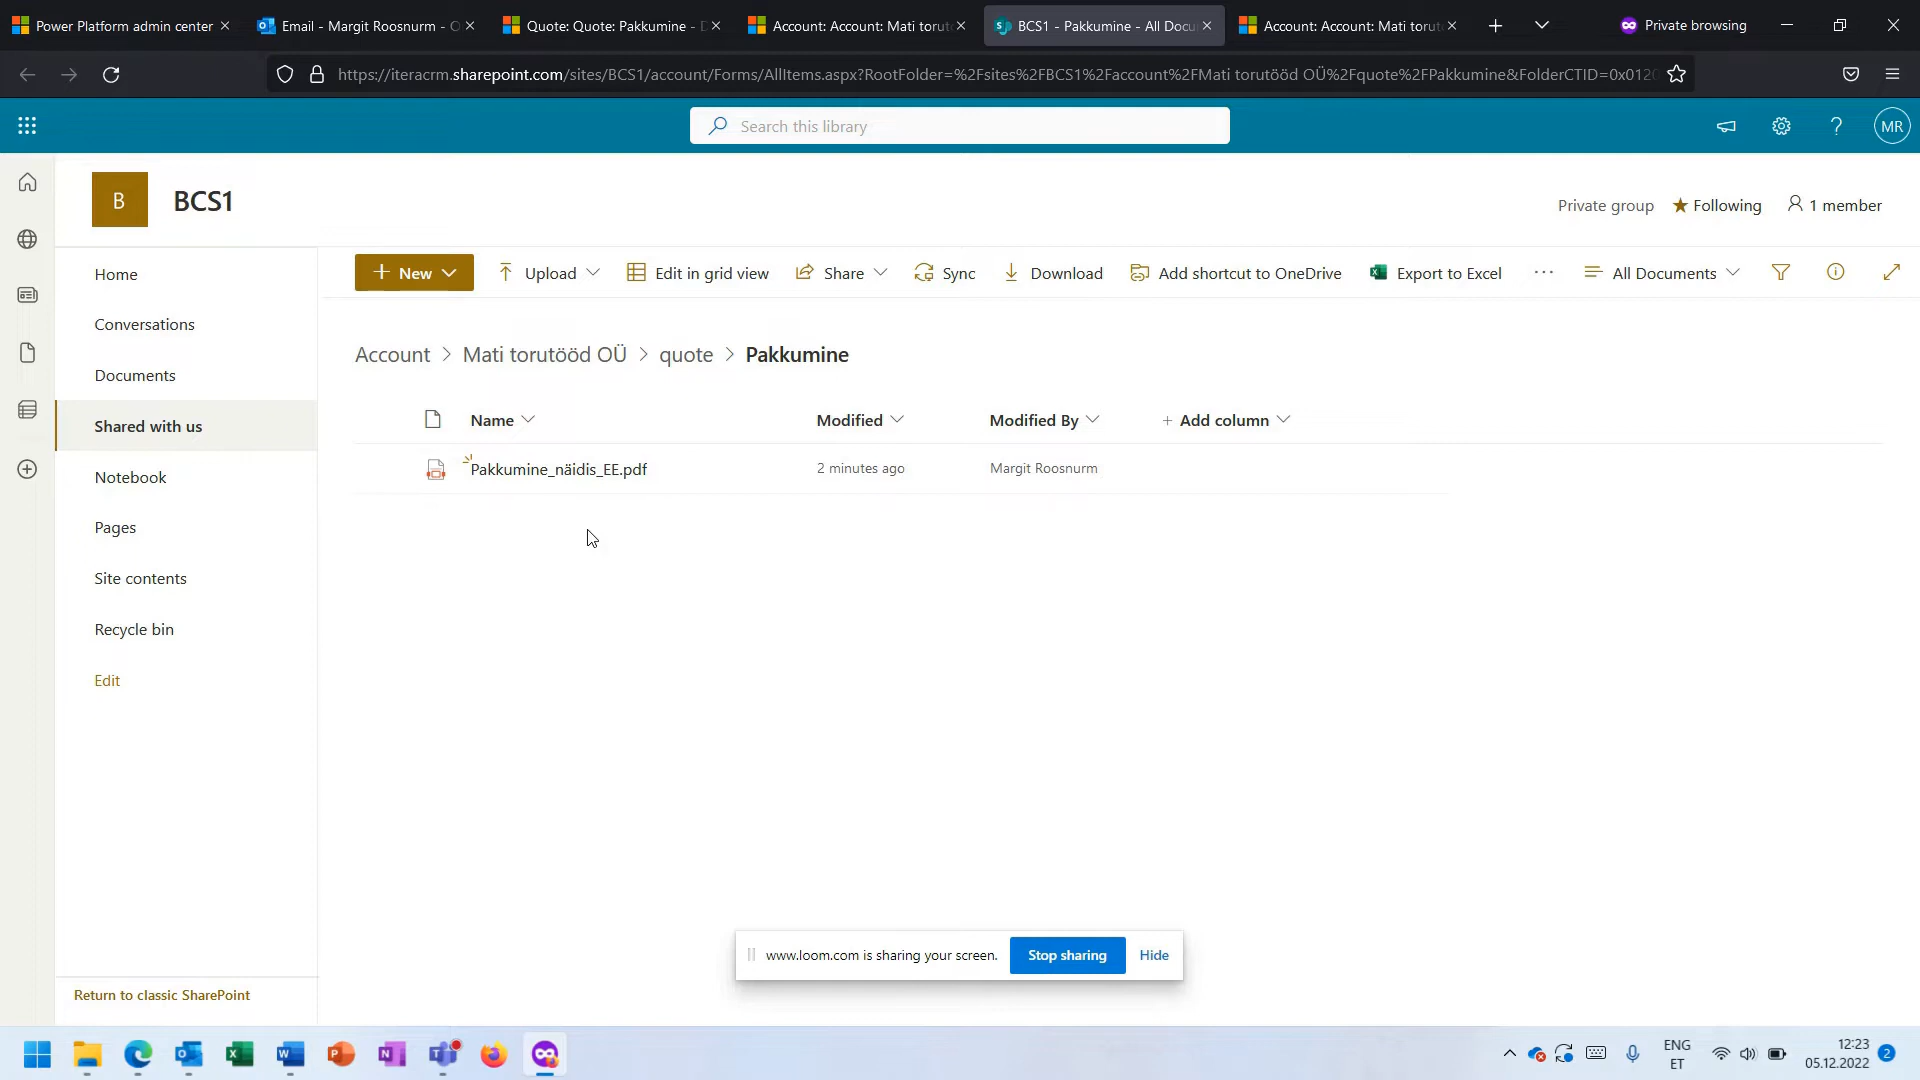 Power Platform admin center
Email - Margit Roosnurm - O
Quote: Quote: Pakkumine - D
Account: Account: Mati torut
BCS1 - Pakkumine - All Docu
Account: Account: Mati torut
Private browsing
https://iteracrm.sharepoint.com/sites/BCS1/account/Forms/AllItems.aspx?RootFolder=%2Fsites%2FBCS1%2Faccount%2FMati torutööd OÜ%2Fquote%2FPakkumine&FolderCTID=0x0120
Search this library
MR
B
BCS1
Private group
Following
1 member
Home
Conversations
Documents
Shared with us
Notebook
Pages
Site contents
Recycle bin
Edit
Return to classic SharePoint
New
Upload
Edit in grid view
Share
Sync
Download
Add shortcut to OneDrive
Export to Excel
All Documents
Account > Mati torutööd OÜ > quote > Pakkumine
Name
Modified
Modified By
+ Add column
Pakkumine_näidis_EE.pdf
2 minutes ago
Margit Roosnurm
www.loom.com is sharing your screen.
Stop sharing
Hide
ENG
ET
12:23
05.12.2022
2